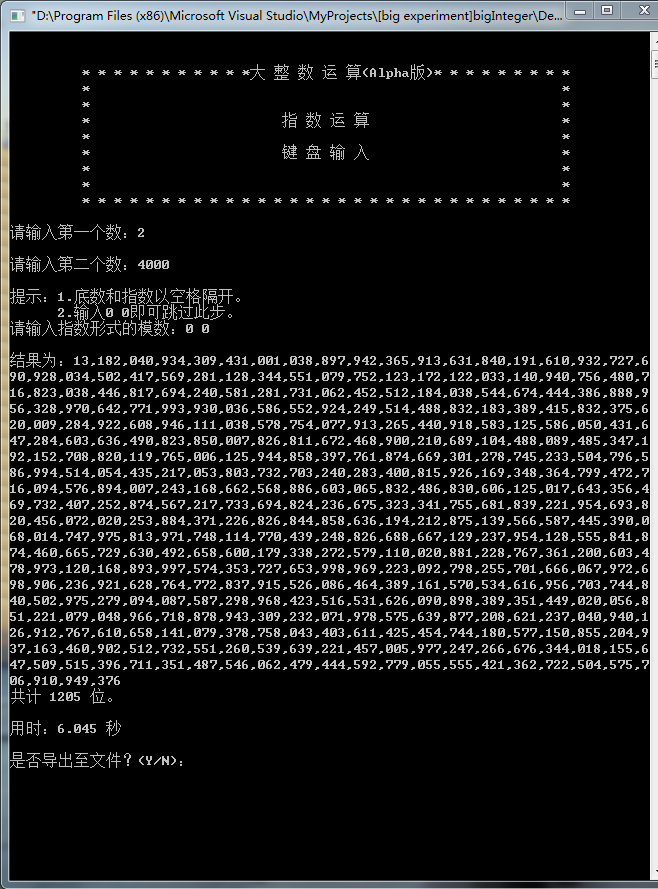 "D:\Program Files (x86)\Microsoft Visual Studio\MyProjects\[big experiment]bigInteger\De...
* * * * * * * * * * *大 整 数 运 算(Alpha版)* * * * * * * * *
* *
* *
* 指 数 运 算 *
* *
* 键 盘 输 入 *
* *
* *
* * * * * * * * * * * * * * * * * * * * * * * * * * * * * * *
请输入第一个数：2
请输入第二个数：4000
提示：1.底数和指数以空格隔开。
2.输入0 0即可跳过此步。
请输入指数形式的模数：0 0
结果为：13,182,040,934,309,431,001,038,897,942,365,913,631,840,191,610,932,727,6
90,928,034,502,417,569,281,128,344,551,079,752,123,172,122,033,140,940,756,480,7
16,823,038,446,817,694,240,581,281,731,062,452,512,184,038,544,674,444,386,888,9
56,328,970,642,771,993,930,036,586,552,924,249,514,488,832,183,389,415,832,375,6
20,009,284,922,608,946,111,038,578,754,077,913,265,440,918,583,125,586,050,431,6
47,284,603,636,490,823,850,007,826,811,672,468,900,210,689,104,488,089,485,347,1
92,152,708,820,119,765,006,125,944,858,397,761,874,669,301,278,745,233,504,796,5
86,994,514,054,435,217,053,803,732,703,240,283,400,815,926,169,348,364,799,472,7
16,094,576,894,007,243,168,662,568,886,603,065,832,486,830,606,125,017,643,356,4
69,732,407,252,874,567,217,733,694,824,236,675,323,341,755,681,839,221,954,693,8
20,456,072,020,253,884,371,226,826,844,858,636,194,212,875,139,566,587,445,390,0
68,014,747,975,813,971,748,114,770,439,248,826,688,667,129,237,954,128,555,841,8
74,460,665,729,630,492,658,600,179,338,272,579,110,020,881,228,767,361,200,603,4
78,973,120,168,893,997,574,353,727,653,998,969,223,092,798,255,701,666,067,972,6
98,906,236,921,628,764,772,837,915,526,086,464,389,161,570,534,616,956,703,744,8
40,502,975,279,094,087,587,298,968,423,516,531,626,090,898,389,351,449,020,056,8
51,221,079,048,966,718,878,943,309,232,071,978,575,639,877,208,621,237,040,940,1
26,912,767,610,658,141,079,378,758,043,403,611,425,454,744,180,577,150,855,204,9
37,163,460,902,512,732,551,260,539,639,221,457,005,977,247,266,676,344,018,155,6
47,509,515,396,711,351,487,546,062,479,444,592,779,055,555,421,362,722,504,575,7
06,910,949,376
共计 1205 位。
用时：6.045 秒
是否导出至文件？(Y/N)：